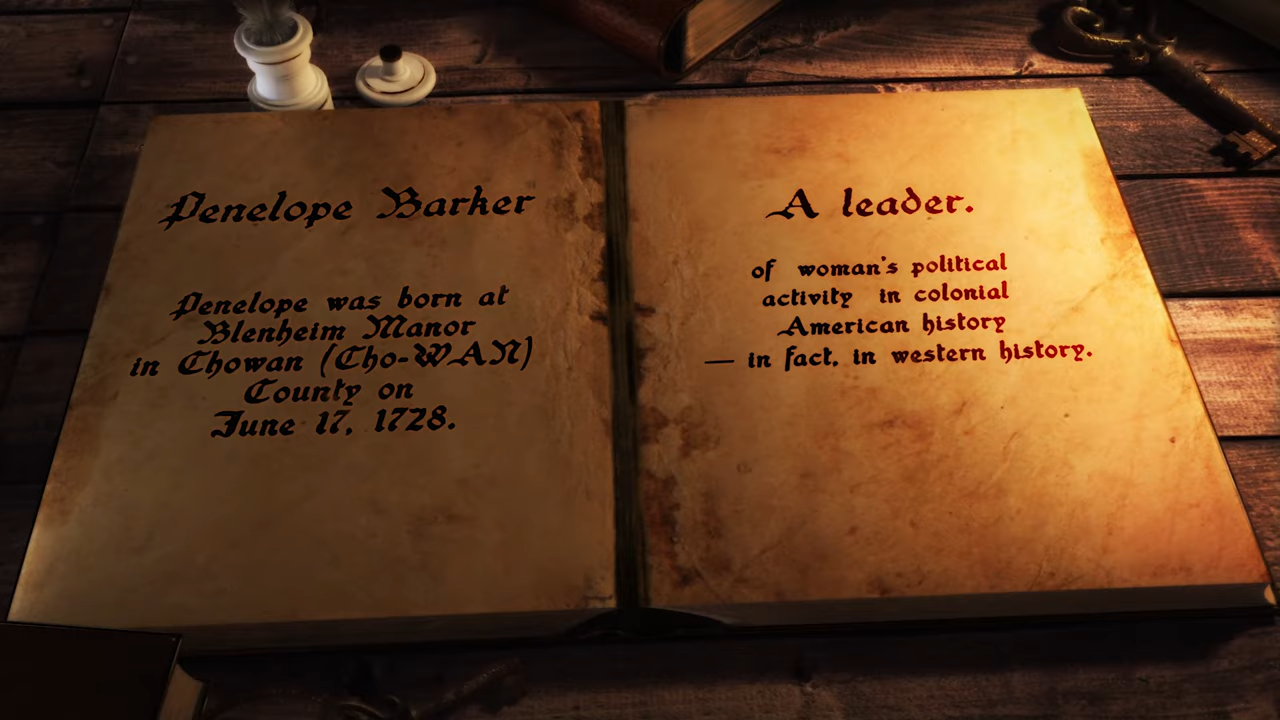 Penelope Barker
Penelope was born at
Blenheim Manor
in Chowan (Cho-WAN)
County on
June 17, 1728.
A leader.
of woman's political
activity in colonial
American history
— in fact, in western history.